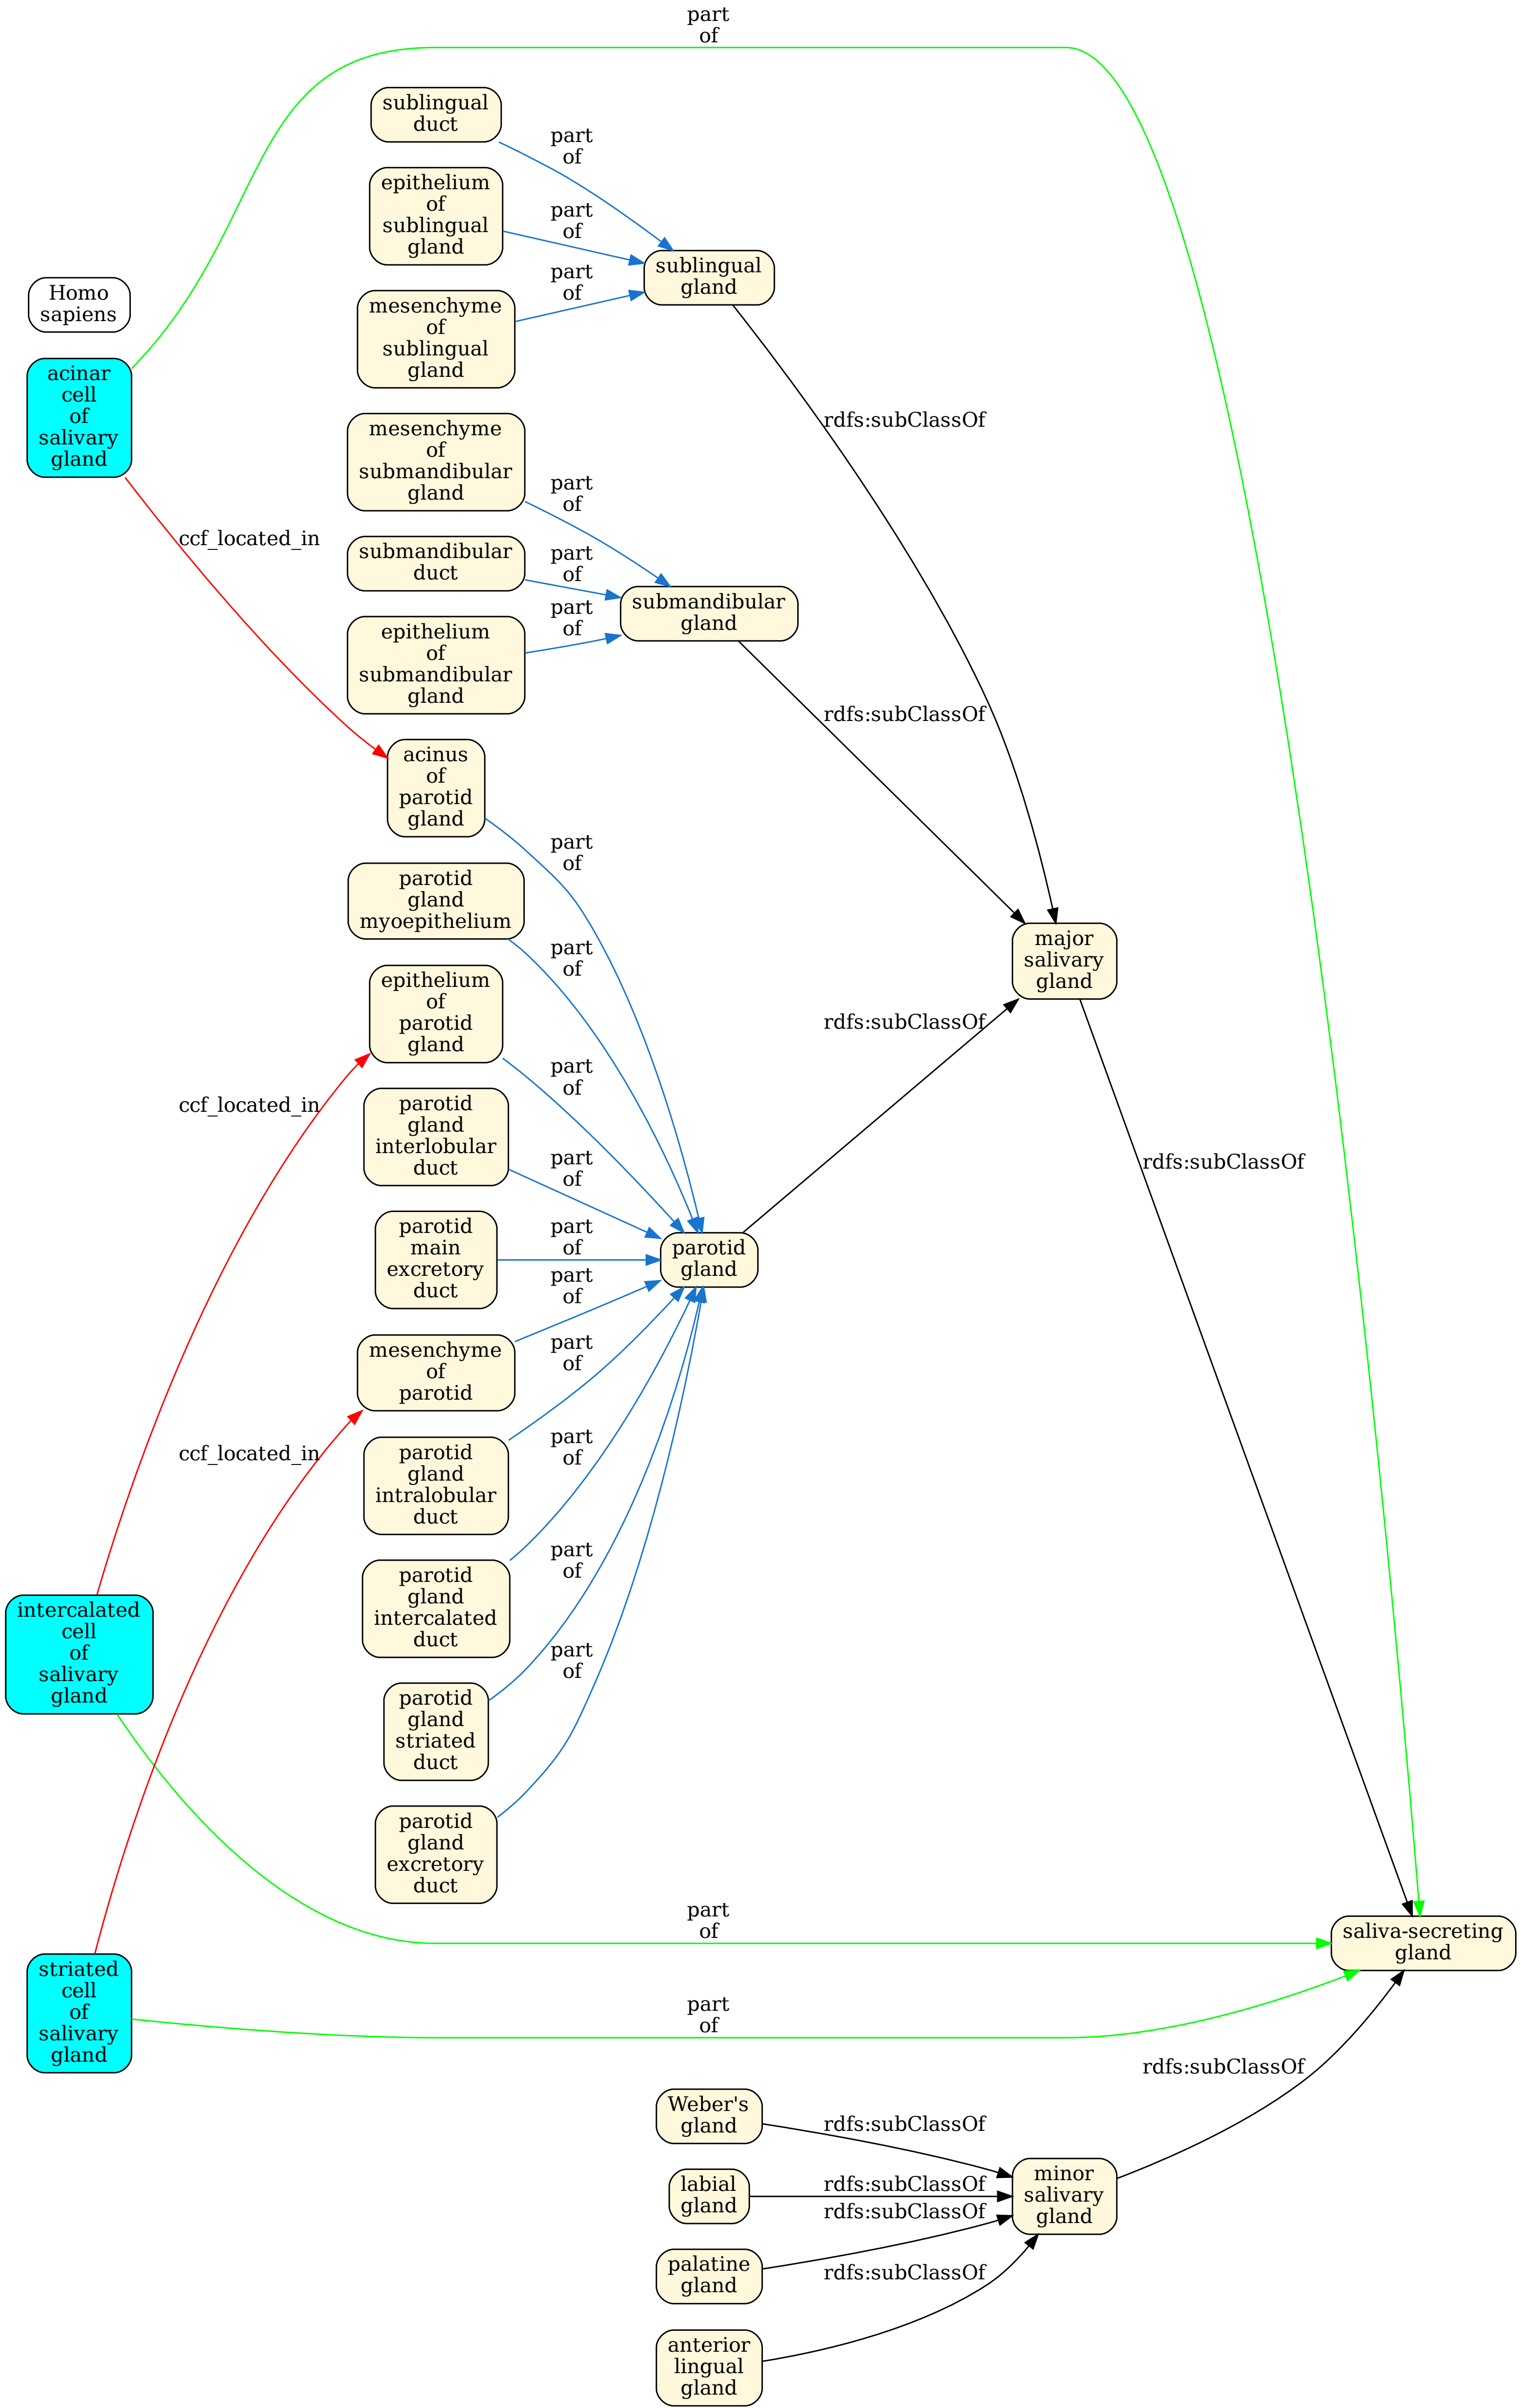 part
of
sublingual
duct
part
of
epithelium
of
sublingual
gland
part
of
sublingual
gland
part
of
Homo
sapiens
mesenchyme
of
sublingual
gland
acinar
cell
of
salivary
gland
rdfs:subClassOf
mesenchyme
of
submandibular
gland
part
of
ccf_located_in
submandibular
duct
part
of
submandibular
gland
part
of
epithelium
of
submandibular
gland
rdfs:subClassOf
acinus
of
parotid
gland
part
of
parotid
gland
myoepithelium
part
of
major
salivary
gland
epithelium
of
parotid
gland
rdfs:subClassOf
part
of
ccf_located_in
parotid
gland
interlobular
duct
part
of
rdfs:subClassOf
parotid
main
excretory
duct
part
of
parotid
gland
part
of
mesenchyme
of
parotid
part
of
ccf_located_in
parotid
gland
intralobular
duct
part
of
parotid
gland
intercalated
duct
part
of
intercalated
cell
of
salivary
gland
part
of
parotid
gland
striated
duct
parotid
gland
excretory
duct
part
of
saliva-secreting
gland
striated
cell
of
salivary
gland
part
of
rdfs:subClassOf
Weber's
gland
rdfs:subClassOf
minor
salivary
gland
labial
gland
rdfs:subClassOf
rdfs:subClassOf
palatine
gland
rdfs:subClassOf
anterior
lingual
gland